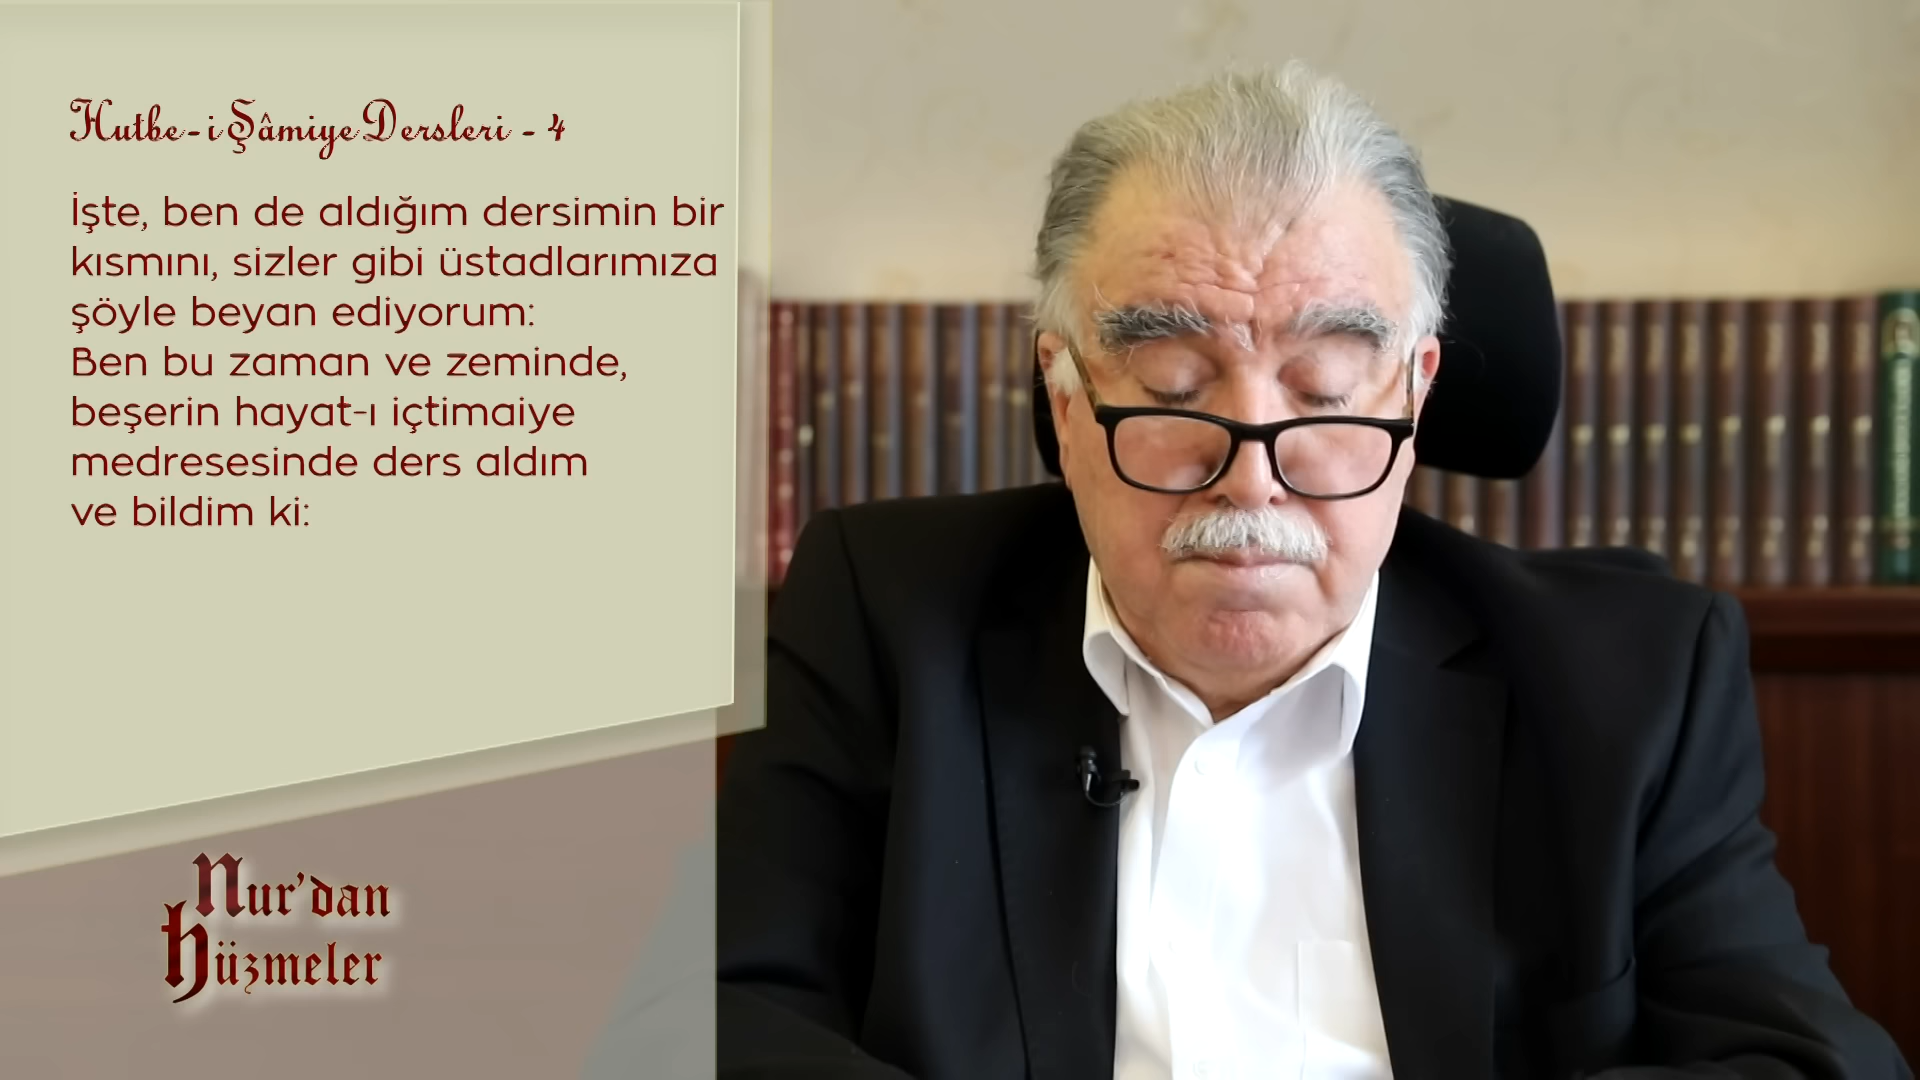 Hutbe-i Şâmiye Dersleri - 4
İşte, ben de aldığım dersimin bir
kısmını, sizler gibi üstadlarımıza
şöyle beyan ediyorum:
Ben bu zaman ve zeminde,
beşerin hayat-ı içtimaiye
medresesinde ders aldım
ve bildim ki:
Nur'dan
Hüzmeler